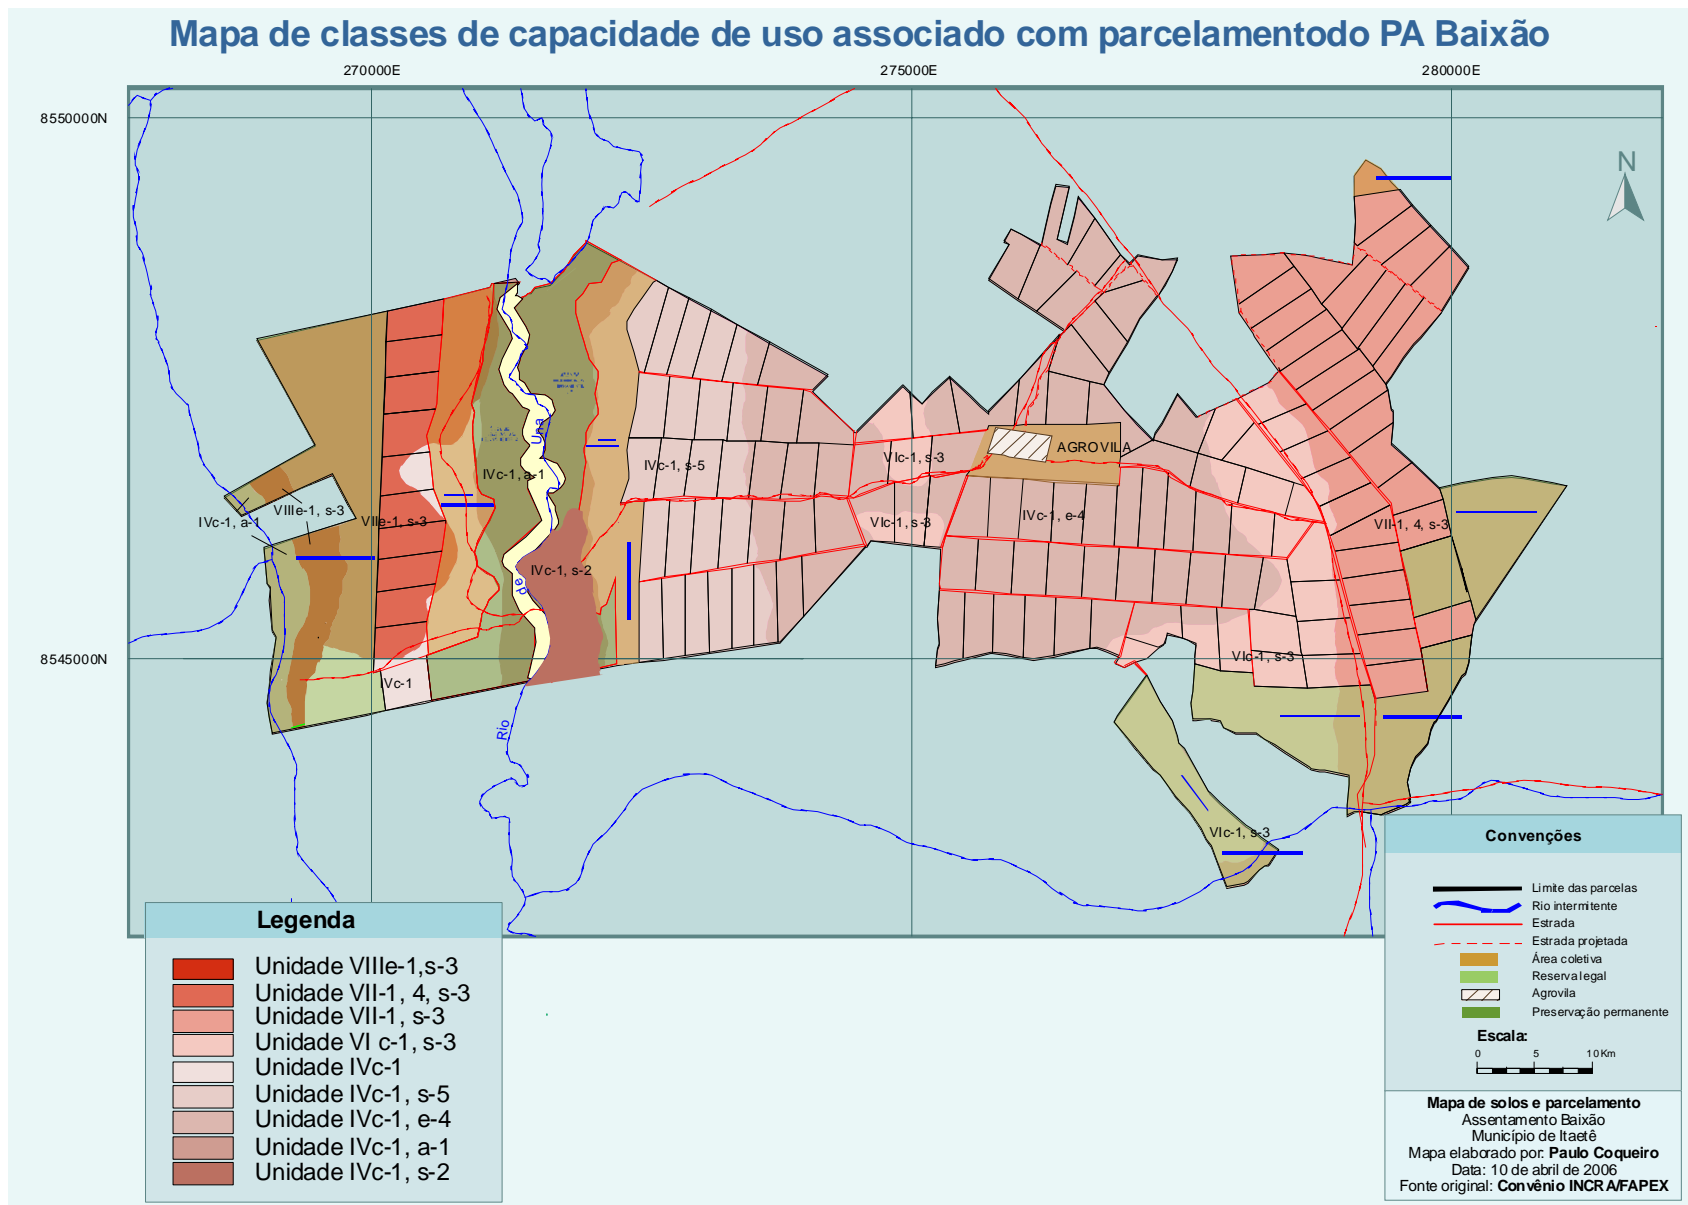 Mapa de classes de capacidade de uso associado com parcelamentodo PA Baixão
270000E
275000E
280000E
8550000N
N
AGROVILA
Una
IVc-1, a-1
IVc-1, s-5
VIc-1, s-3
IVc-1, a-1
VIIIe-1, s-3
VIIe-1, s-3
VIc-1, s-3
IVc-1, e-4
VII-1, 4, s-3
IVc-1, s-2
de
8545000N
IVc-1
VIc-1, s-3
Rio
VIc-1, s-3
Legenda
Unidade VIIIe-1,s-3
Unidade VII-1, 4, s-3
Unidade VII-1, s-3
Unidade VI c-1, s-3
Unidade IVc-1
Unidade IVc-1, s-5
Unidade IVc-1, e-4
Unidade IVc-1, a-1
Unidade IVc-1, s-2
Convenções
Limite das parcelas
Rio intermitente
Estrada
Estrada projetada
Área coletiva
Reserva legal
Agrovila
Preservação permanente
Escala:
0 5 10 Km
Mapa de solos e parcelamento
Assentamento Baixão
Município de Itaetê
Mapa elaborado por: Paulo Coqueiro
Data: 10 de abril de 2006
Fonte original: Convênio INCRA/FAPEX